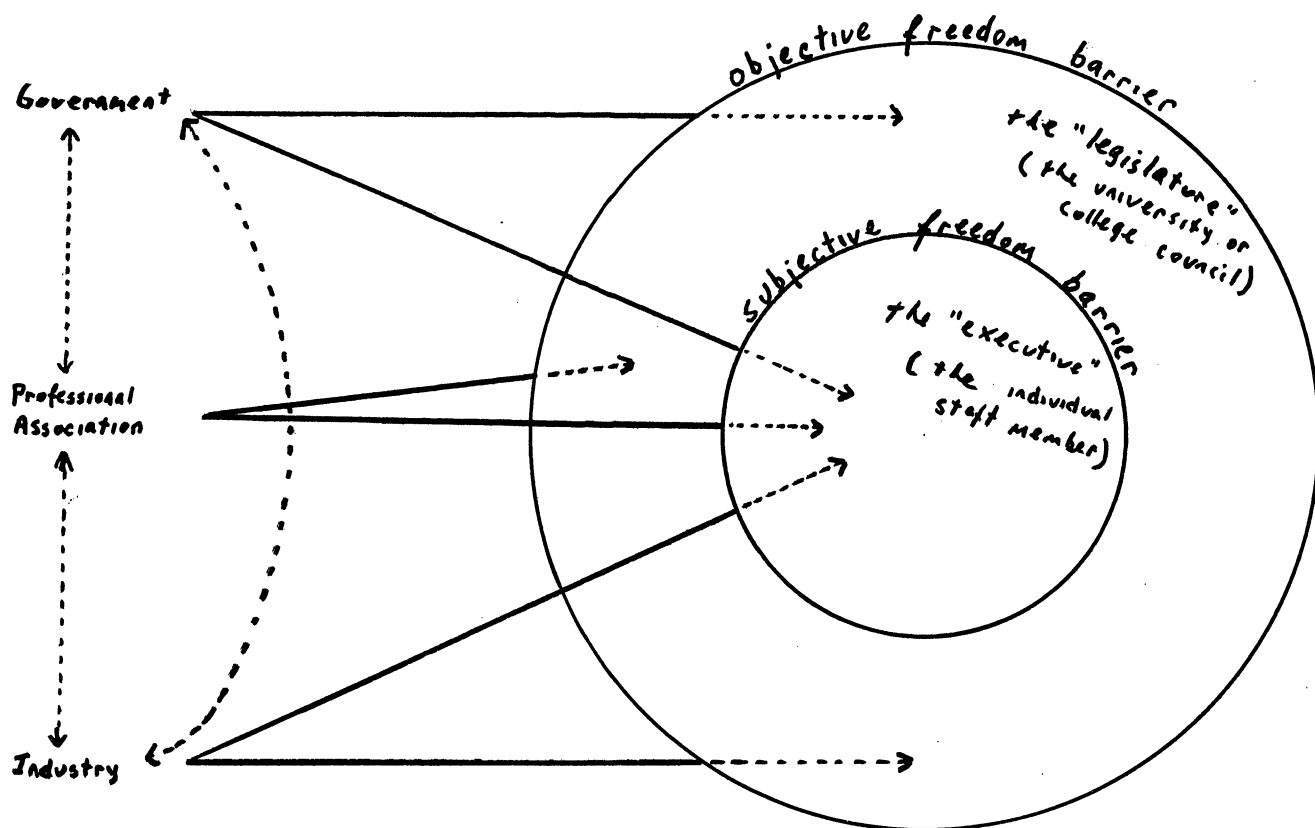 objective freedom barrier
Government
the "legislature"
(the university or
college council)
subjective freedom barrier
the "executive"
(the individual
staff member)
Professional
Association
Industry